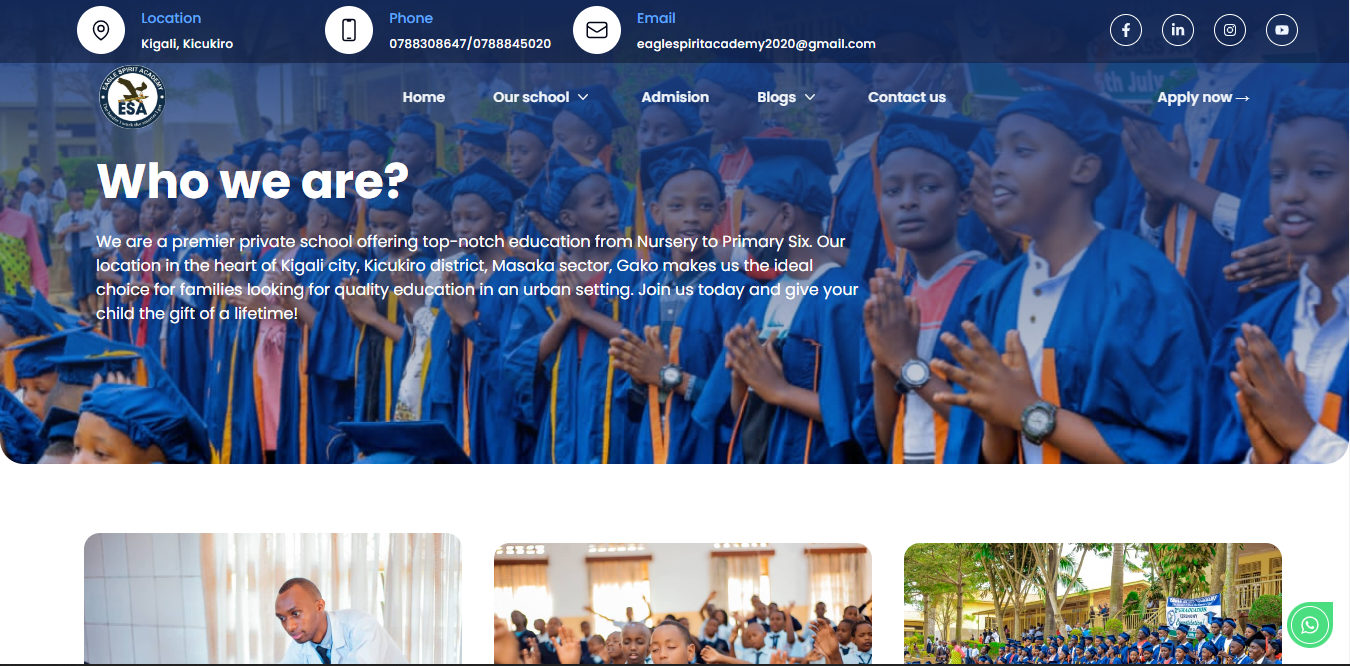 Location
Kigali, Kicukiro
Phone
0788308647/0788845020
Email
eaglespiritacademy2020@gmail.com
EAGLE SPIRIT ACADEMY
ESA
Home
Our school
Admision
Blogs
Contact us
Apply now→
6th July
Who we are?
We are a premier private school offering top-notch education from Nursery to Primary Six. Our
location in the heart of Kigali city, Kicukiro district, Masaka sector, Gako makes us the ideal
choice for families looking for quality education in an urban setting. Join us today and give your
child the gift of a lifetime!
GRADUATION